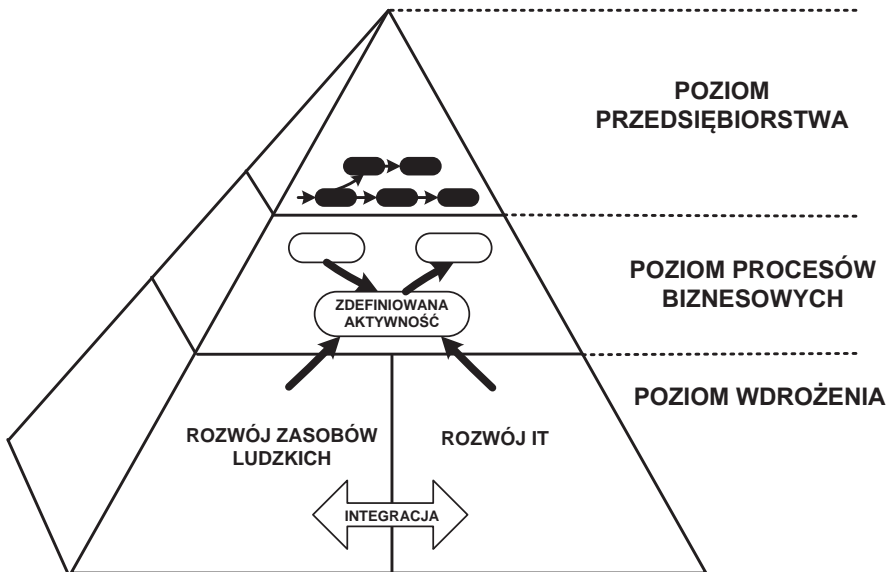 POZIOM
PRZEDSIĘBIORSTWA
POZIOM PROCESÓW
BIZNESOWYCH
ZDEFINIOWANA
AKTYWNOŚĆ
POZIOM WDROŻENIA
ROZWÓJ ZASOBÓW
LUDZKICH
ROZWÓJ IT
INTEGRACJA